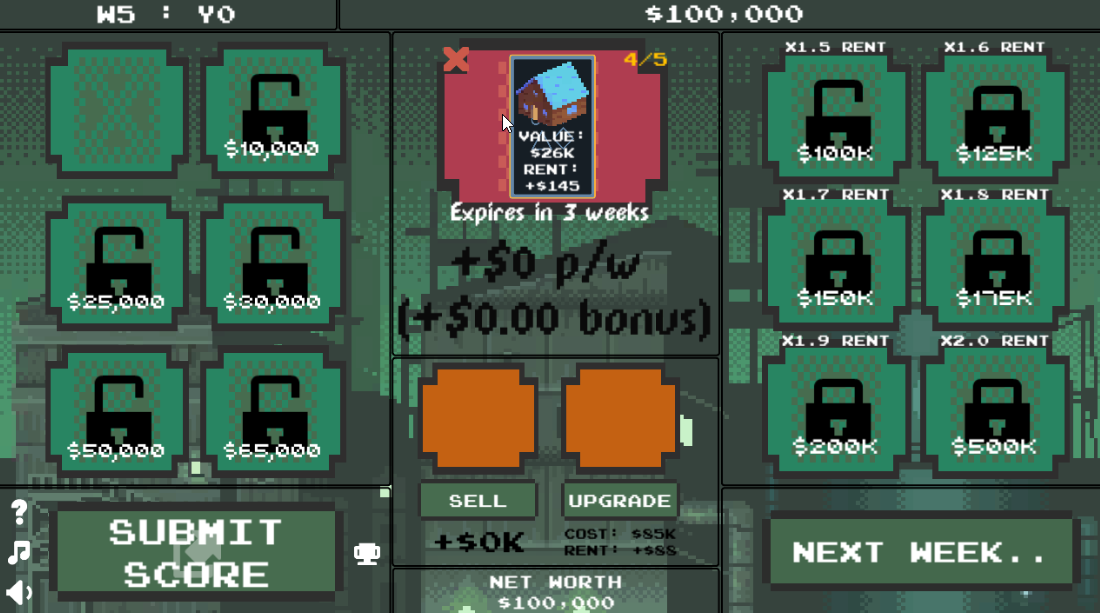 W5 : Y0
$100,000
$10,000
$25,000
$30,000
$50,000
$65,000
SUBMIT
SCORE
?
4/5
VALUE:
$26K
RENT:
+$145
Expires in 3 weeks
+$0 p/w
(+$0.00 bonus)
SELL
UPGRADE
+$0K
COST: $85K
RENT: +$88
NET WORTH
$100,000
X1.5 RENT
X1.6 RENT
$100K
$125K
X1.7 RENT
X1.8 RENT
$150K
$175K
X1.9 RENT
X2.0 RENT
$200K
$500K
NEXT WEEK..